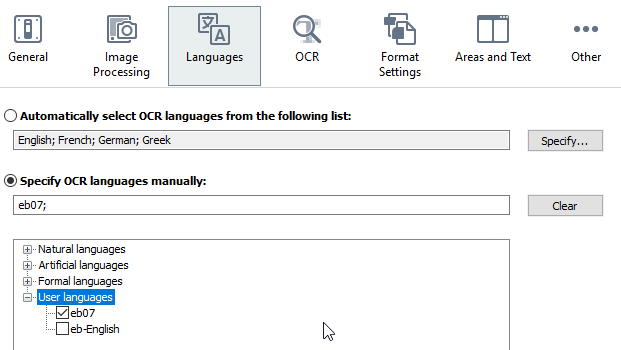 General
Image
Processing
Languages
OCR
Format
Settings
Areas and Text
Other
Automatically select OCR languages from the following list:
English; French; German; Greek
Specify...
Specify OCR languages manually:
eb07;
Clear
Natural languages
Artificial languages
Formal languages
User languages
eb07
eb-English